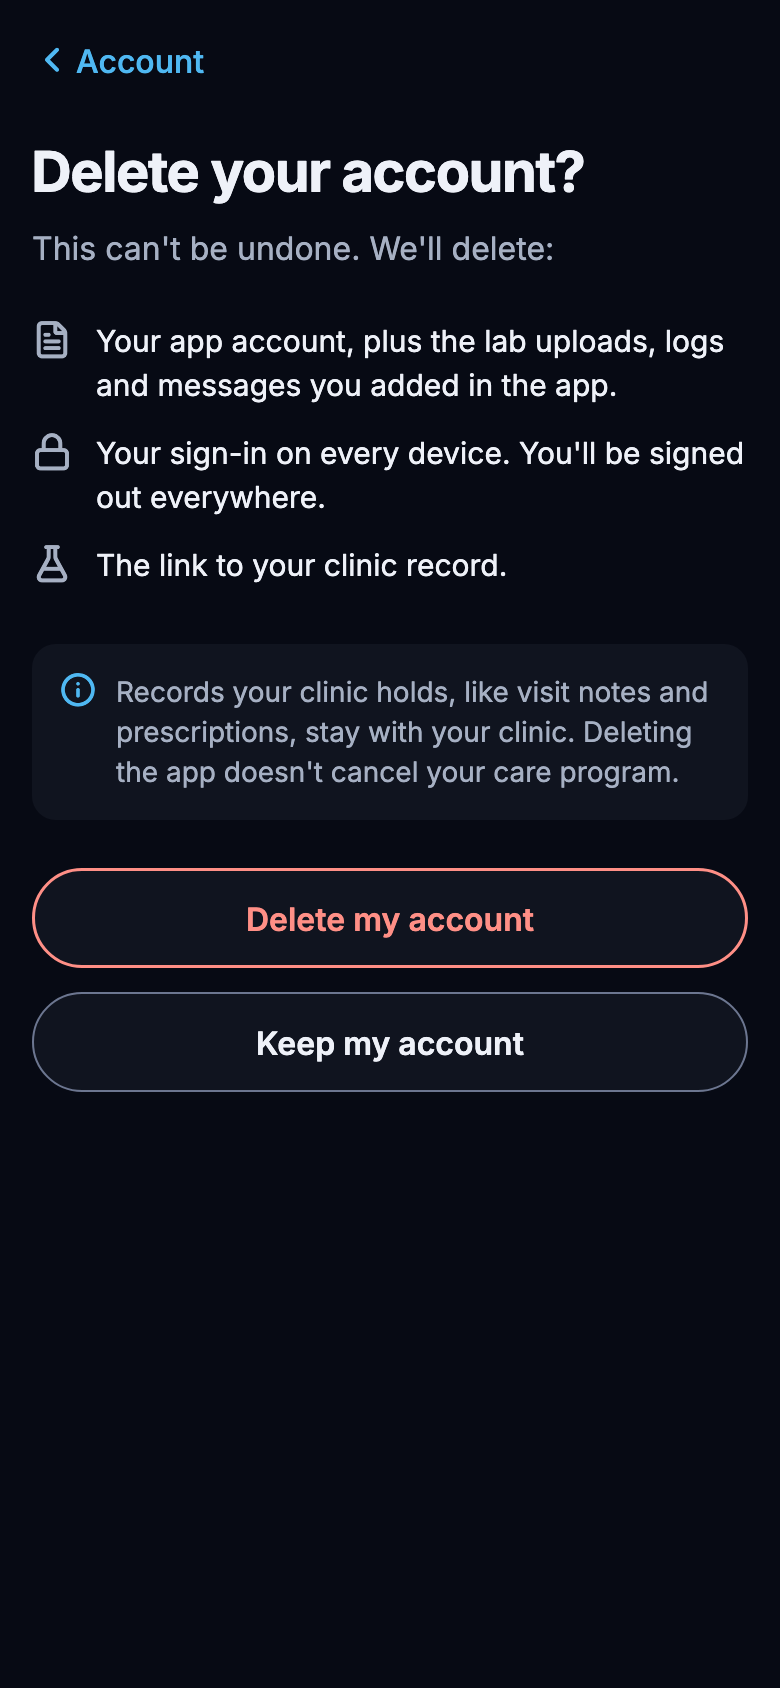 Account
Delete your account?
This can't be undone. We'll delete:
Your app account, plus the lab uploads, logs
and messages you added in the app.
Your sign-in on every device. You'll be signed
out everywhere.
The link to your clinic record.
Records your clinic holds, like visit notes and
prescriptions, stay with your clinic. Deleting
the app doesn't cancel your care program.
Delete my account
Keep my account